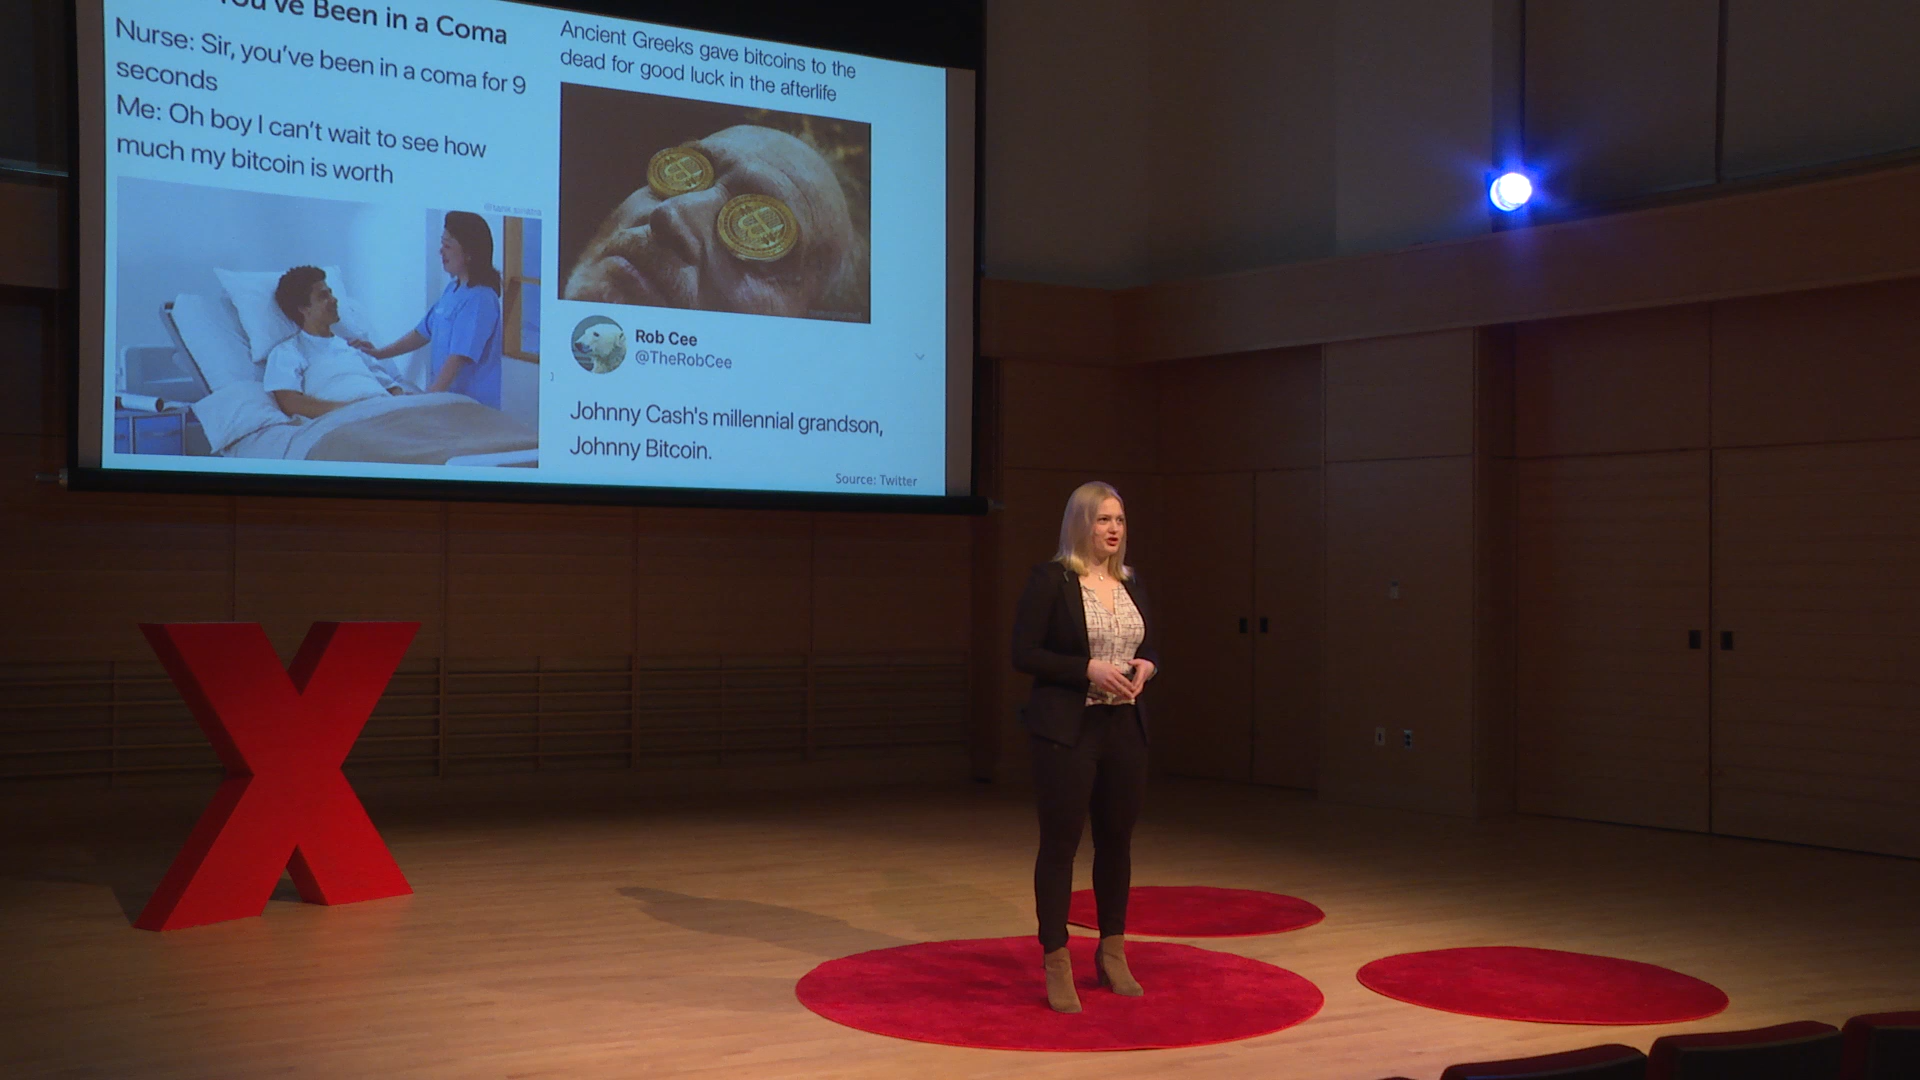 You've Been in a Coma
Nurse: Sir, you've been in a coma for 9
seconds
Me: Oh boy I can't wait to see how
much my bitcoin is worth
Ancient Greeks gave bitcoins to the
dead for good luck in the afterlife
Rob Cee
@TheRobCee
Johnny Cash's millennial grandson,
Johnny Bitcoin.
Source: Twitter
X